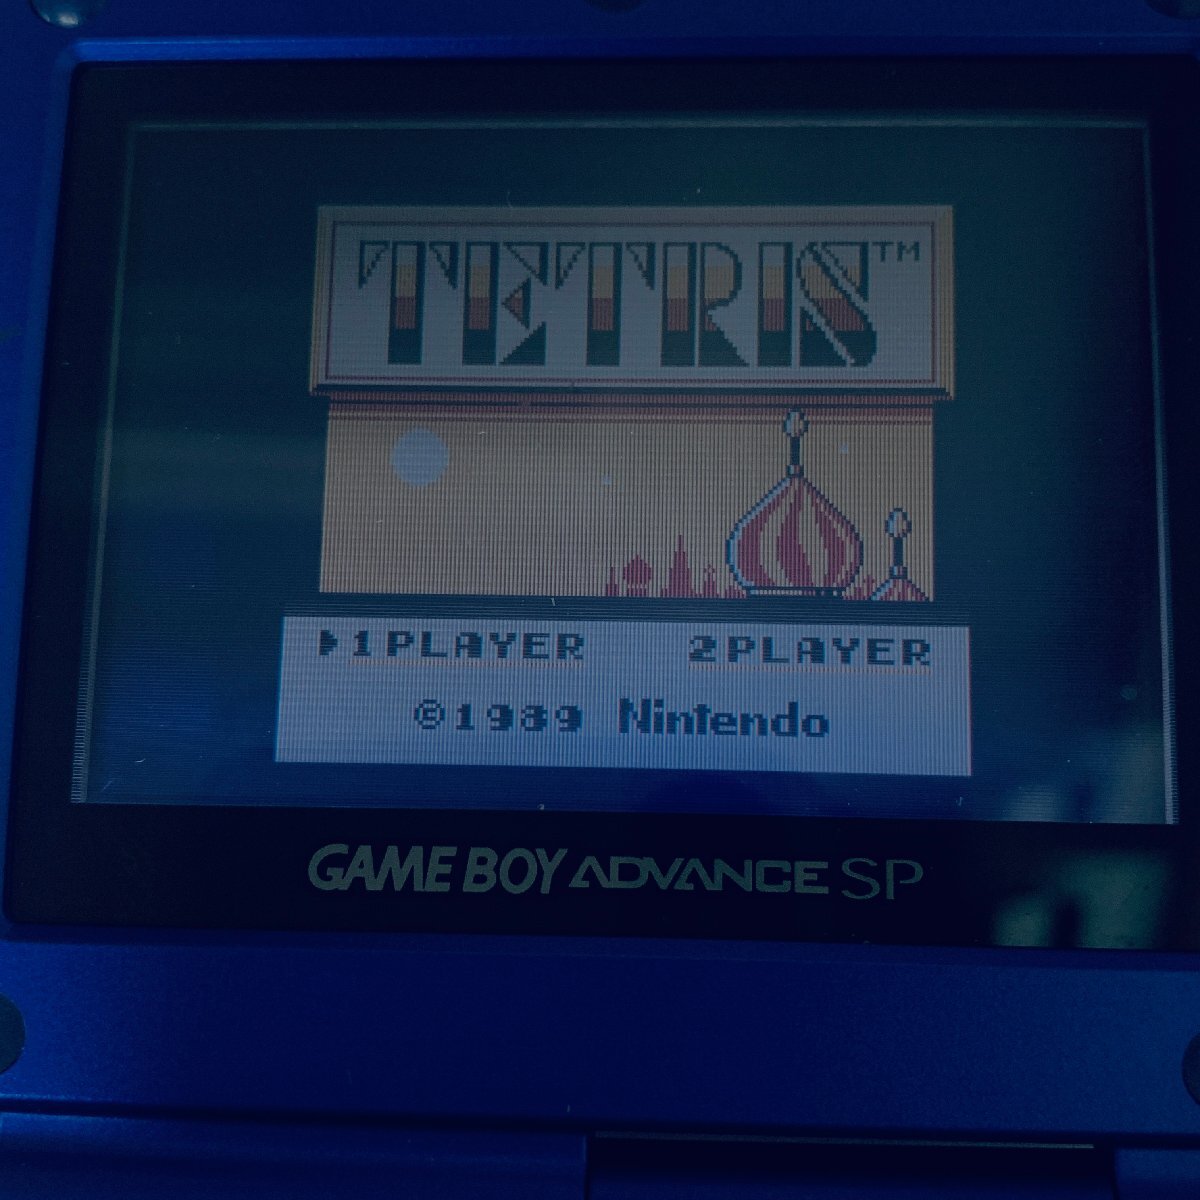 TETRIS™
▶1PLAYER 2PLAYER
©1989 Nintendo
GAME BOY ADVANCE SP